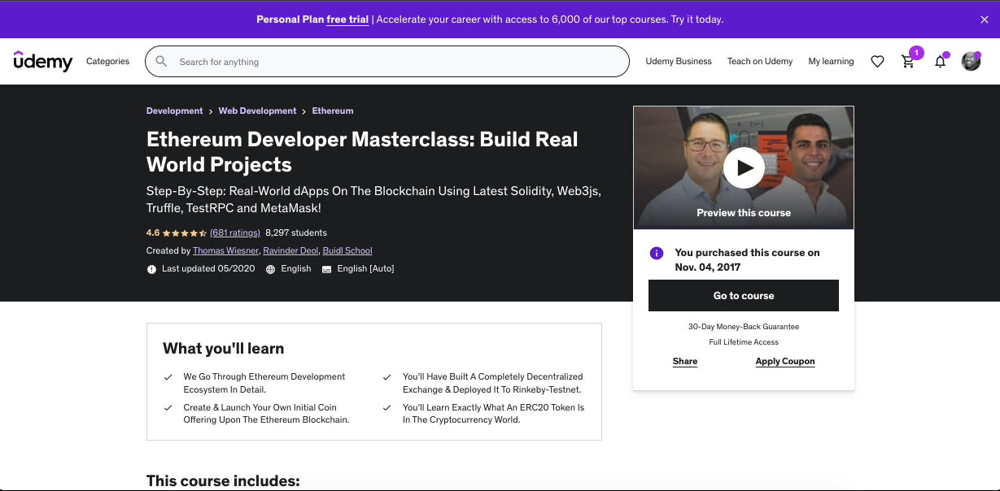 Personal Plan free trial | Accelerate your career with access to 6,000 of our top courses. Try it today.
udemy
Categories
Search for anything
Udemy Business
Teach on Udemy
My learning
1
Development > Web Development > Ethereum
Ethereum Developer Masterclass: Build Real
World Projects
Step-By-Step: Real-World dApps On The Blockchain Using Latest Solidity, Web3js,
Truffle, TestRPC and MetaMask!
4.6 (681 ratings) 8,297 students
Created by Thomas Wiesner, Ravinder Deol, Buidl School
Last updated 05/2020 English English [Auto]
Preview this course
You purchased this course on
Nov. 04, 2017
Go to course
30-Day Money-Back Guarantee
Full Lifetime Access
Share
Apply Coupon
What you'll learn
We Go Through Ethereum Development
Ecosystem In Detail.
Create & Launch Your Own Initial Coin
Offering Upon The Ethereum Blockchain.
You'll Have Built A Completely Decentralized
Exchange & Deployed It To Rinkeby-Testnet.
You'll Learn Exactly What An ERC20 Token Is
In The Cryptocurrency World.
This course includes: